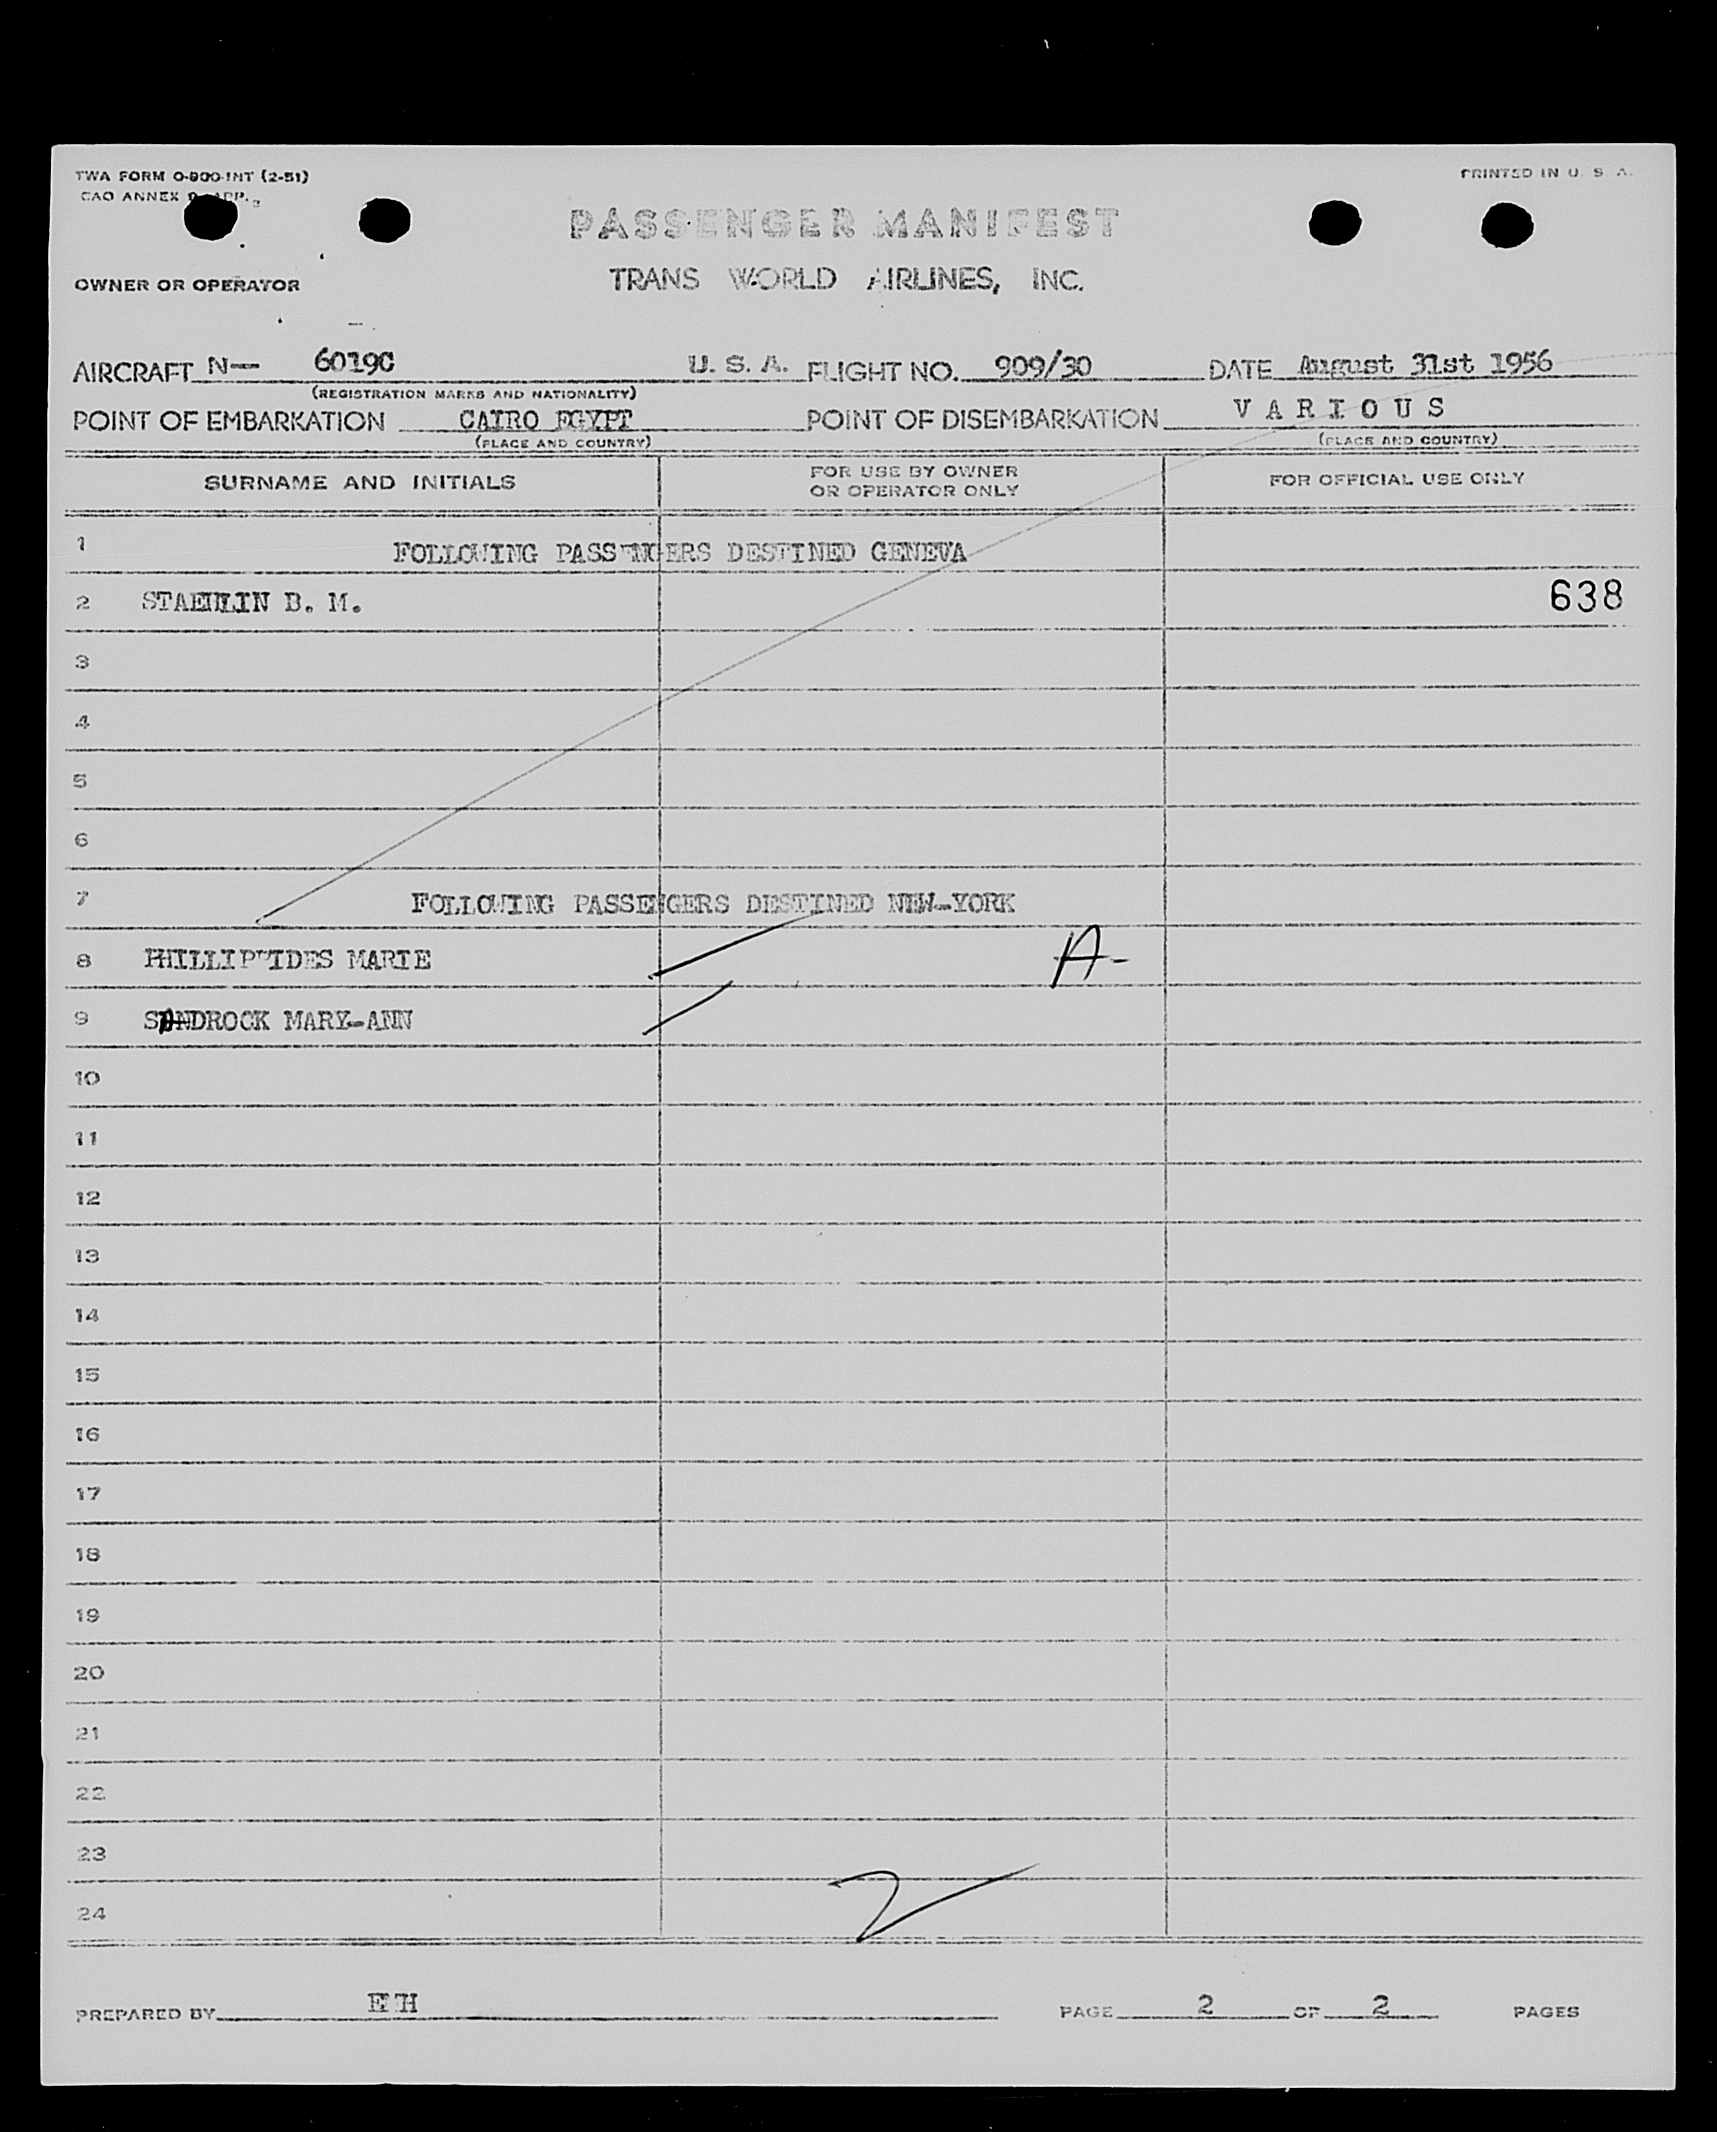 TWA FORM O-900-INT (2-51)
PRINTED IN U. S. A.
CAO ANNEX 9-APP.
PASSENGER MANIFEST
OWNER OR OPERATOR
TRANS WORLD AIRLINES, INC.
AIRCRAFT N— 6019C U. S. A. FLIGHT NO. 909/30 DATE August 31st 1956
(REGISTRATION MARKS AND NATIONALITY)
POINT OF EMBARKATION CAIRO EGYPT POINT OF DISEMBARKATION VARIOUS
(PLACE AND COUNTRY) (PLACE AND COUNTRY)
SURNAME AND INITIALS
FOR USE BY OWNER
OR OPERATOR ONLY
FOR OFFICIAL USE ONLY
1 FOLLOWING PASSENGERS DESTINED GENEVA
2 STAEHLIN B. M. 638
3
4
5
6
7 FOLLOWING PASSENGERS DESTINED NEW-YORK
8 PHILLIPPIDES MARIE A-
9 SANDROCK MARY-ANN
10
11
12
13
14
15
16
17
18
19
20
21
22
23
24
2
PREPARED BY EH PAGE 2 OF 2 PAGES